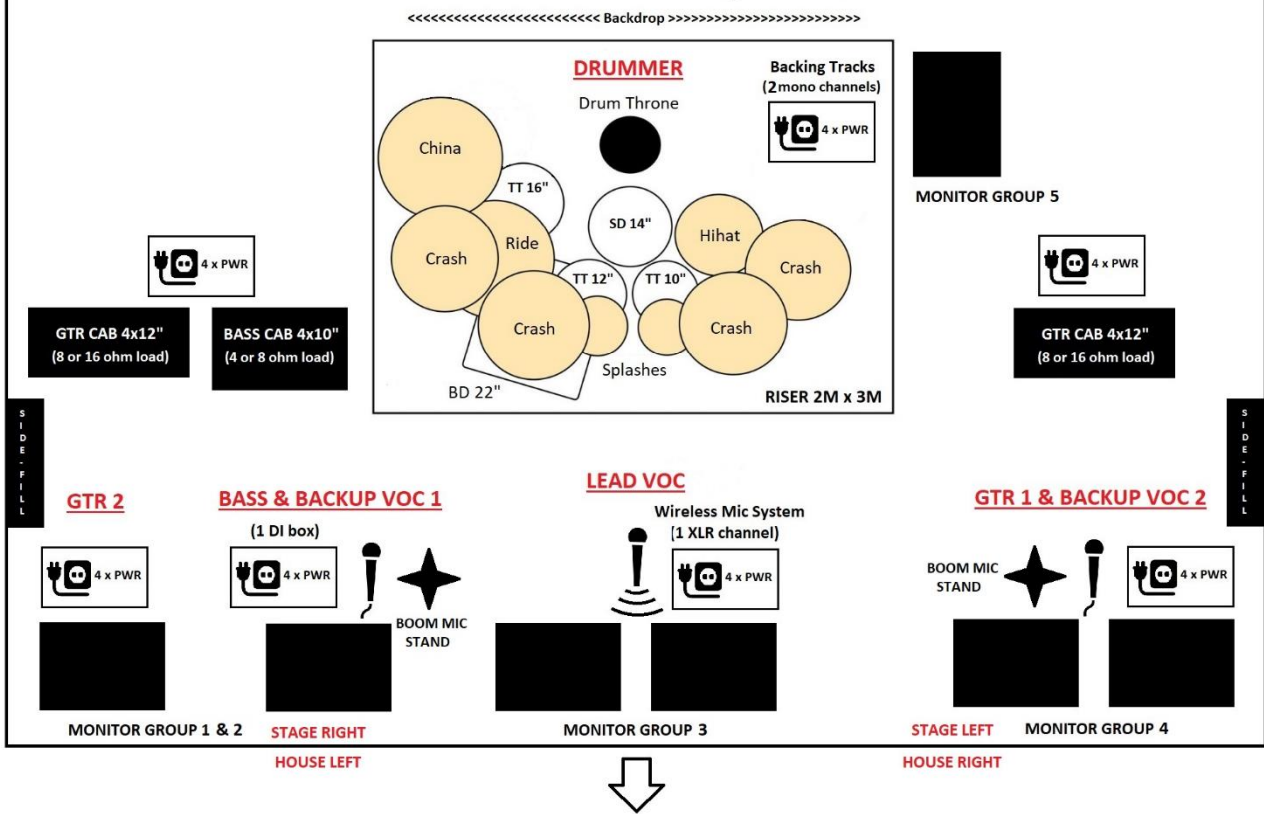 <<<<<<<<<<<<<<<<<<<<<<<<< Backdrop >>>>>>>>>>>>>>>>>>>>>>>>>
DRUMMER
Drum Throne
Backing Tracks
(2 mono channels)
4 x PWR
MONITOR GROUP 5
China
TT 16"
SD 14"
Ride
Hihat
Crash
Crash
TT 12"
TT 10"
Crash
Crash
Splashes
BD 22"
RISER 2M x 3M
4 x PWR
GTR CAB 4x12"
(8 or 16 ohm load)
BASS CAB 4x10"
(4 or 8 ohm load)
4 x PWR
GTR CAB 4x12"
(8 or 16 ohm load)
SIDE-FILL
SIDE-FILL
GTR 2
4 x PWR
BASS & BACKUP VOC 1
(1 DI box)
4 x PWR
BOOM MIC
STAND
LEAD VOC
Wireless Mic System
(1 XLR channel)
4 x PWR
GTR 1 & BACKUP VOC 2
BOOM MIC
STAND
4 x PWR
MONITOR GROUP 1 & 2
STAGE RIGHT
MONITOR GROUP 3
STAGE LEFT
MONITOR GROUP 4
HOUSE LEFT
HOUSE RIGHT